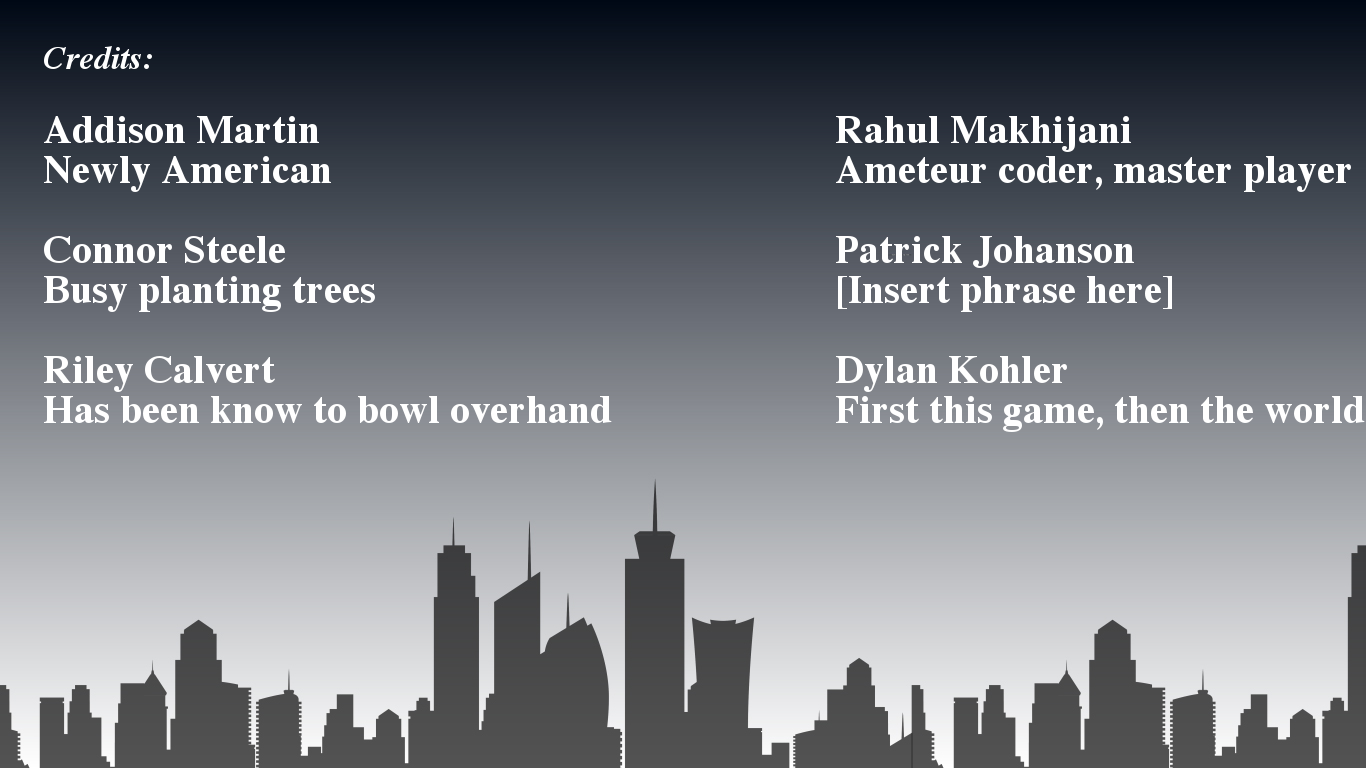 Credits:
Addison Martin
Newly American
Connor Steele
Busy planting trees
Riley Calvert
Has been know to bowl overhand
Rahul Makhijani
Ameteur coder, master player
Patrick Johanson
[Insert phrase here]
Dylan Kohler
First this game, then the world